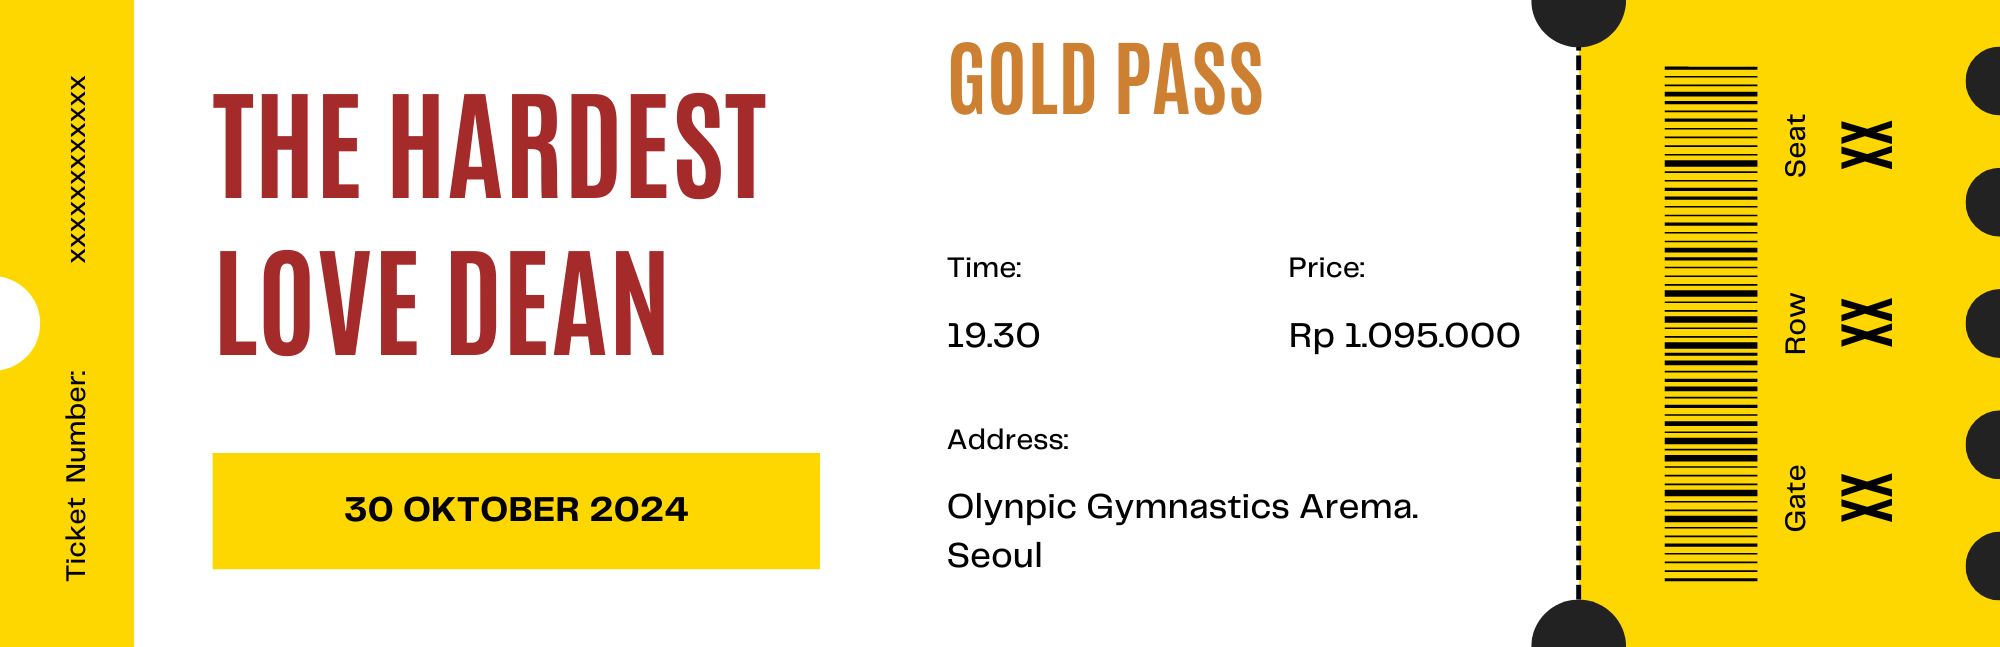 Ticket Number: xxxxxxxxxxxxxx
THE HARDEST
LOVE DEAN
30 OKTOBER 2024
GOLD PASS
Time:
19.30
Price:
Rp 1.095.000
Address:
Olynpic Gymnastics Arema.
Seoul
Gate
XX
Row
XX
Seat
XX